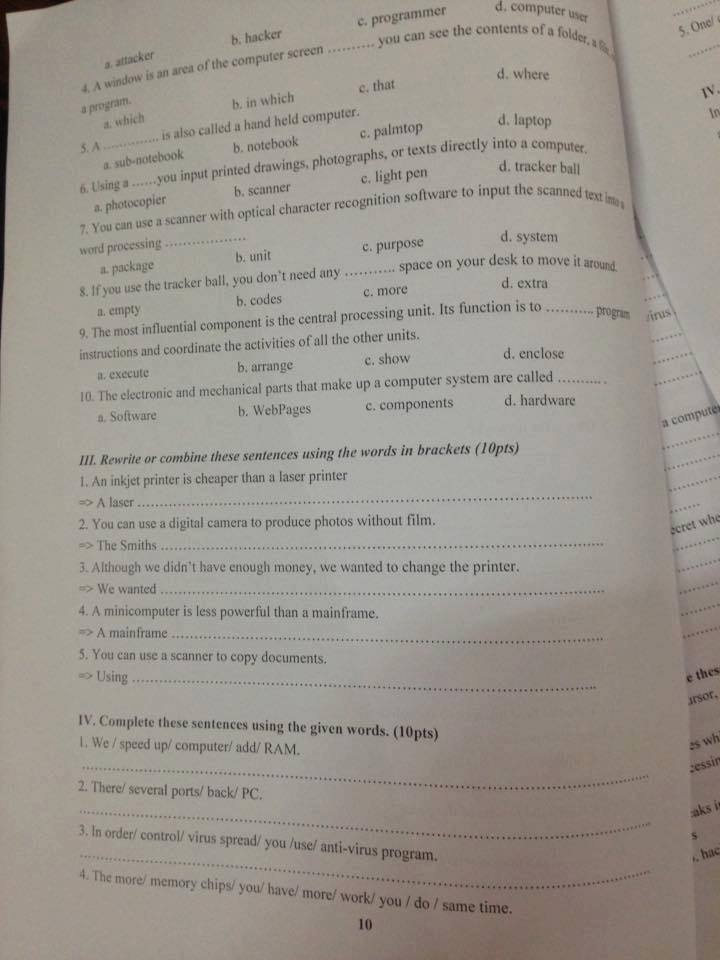 a. attacker b. hacker c. programmer d. computer user
4. A window is an area of the computer screen .......... you can see the contents of a folder, a file,
a program.
a. which b. in which c. that d. where
5. A .............. is also called a hand held computer.
a. sub-notebook b. notebook c. palmtop d. laptop
6. Using a ......you input printed drawings, photographs, or texts directly into a computer.
a. photocopier b. scanner c. light pen d. tracker ball
7. You can use a scanner with optical character recognition software to input the scanned text into a
word processing ..................
a. package b. unit c. purpose d. system
8. If you use the tracker ball, you don't need any ........... space on your desk to move it around.
a. empty b. codes c. more d. extra
9. The most influential component is the central processing unit. Its function is to ........... program
instructions and coordinate the activities of all the other units.
a. execute b. arrange c. show d. enclose
10. The electronic and mechanical parts that make up a computer system are called ...........
a. Software b. WebPages c. components d. hardware
III. Rewrite or combine these sentences using the words in brackets (10pts)
1. An inkjet printer is cheaper than a laser printer
=> A laser ..........................................................................................
2. You can use a digital camera to produce photos without film.
=> The Smiths ..........................................................................................
3. Although we didn't have enough money, we wanted to change the printer.
=> We wanted ..........................................................................................
4. A minicomputer is less powerful than a mainframe.
=> A mainframe ..........................................................................................
5. You can use a scanner to copy documents.
=> Using ..........................................................................................
IV. Complete these sentences using the given words. (10pts)
1. We / speed up/ computer/ add/ RAM.
..........................................................................................
2. There/ several ports/ back/ PC.
..........................................................................................
3. In order/ control/ virus spread/ you /use/ anti-virus program.
..........................................................................................
4. The more/ memory chips/ you/ have/ more/ work/ you / do / same time.
10
5. One/
IV.
In
a computer